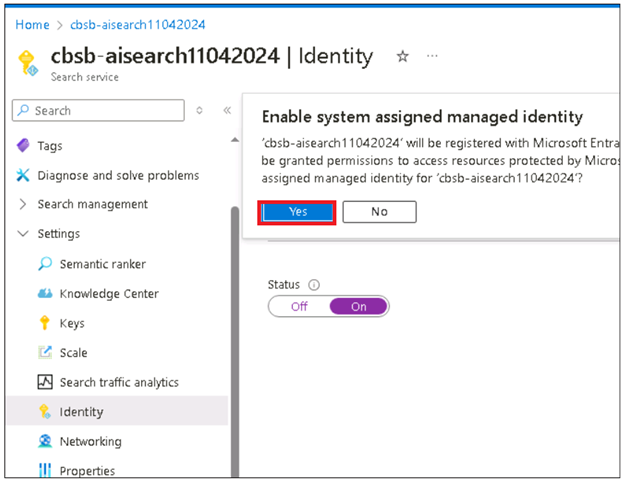 Home > cbsb-aisearch11042024
cbsb-aisearch11042024 | Identity ☆ ...
Search service
Search
Enable system assigned managed identity
'cbsb-aisearch11042024' will be registered with Microsoft Entra
be granted permissions to access resources protected by
assigned managed identity for 'cbsb-aisearch11042024'?
Yes No
Tags
Diagnose and solve problems
Search management
Settings
Semantic ranker
Knowledge Center
Keys
Scale
Search traffic analytics
Identity
Networking
Properties
Status
Off On